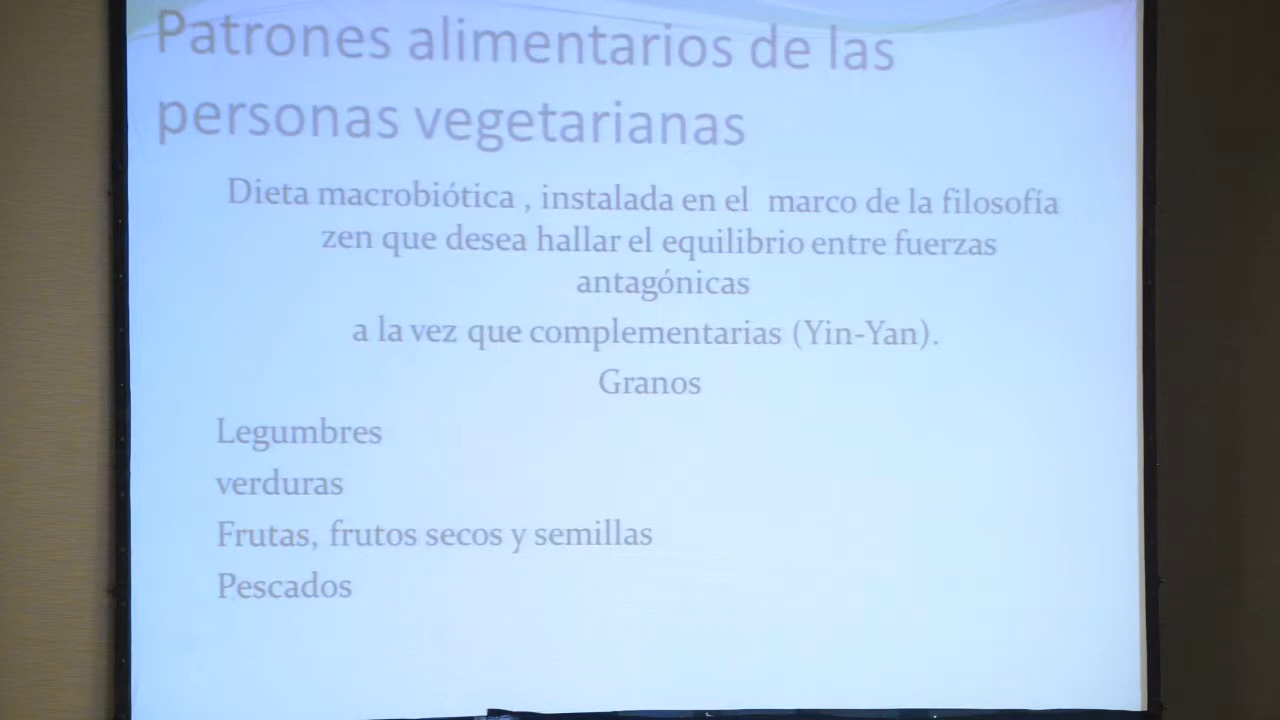 Patrones alimentarios de las
personas vegetarianas
Dieta macrobiótica , instalada en el marco de la filosofía
zen que desea hallar el equilibrio entre fuerzas
antagónicas
a la vez que complementarias (Yin-Yan).
Granos
Legumbres
verduras
Frutas, frutos secos y semillas
Pescados